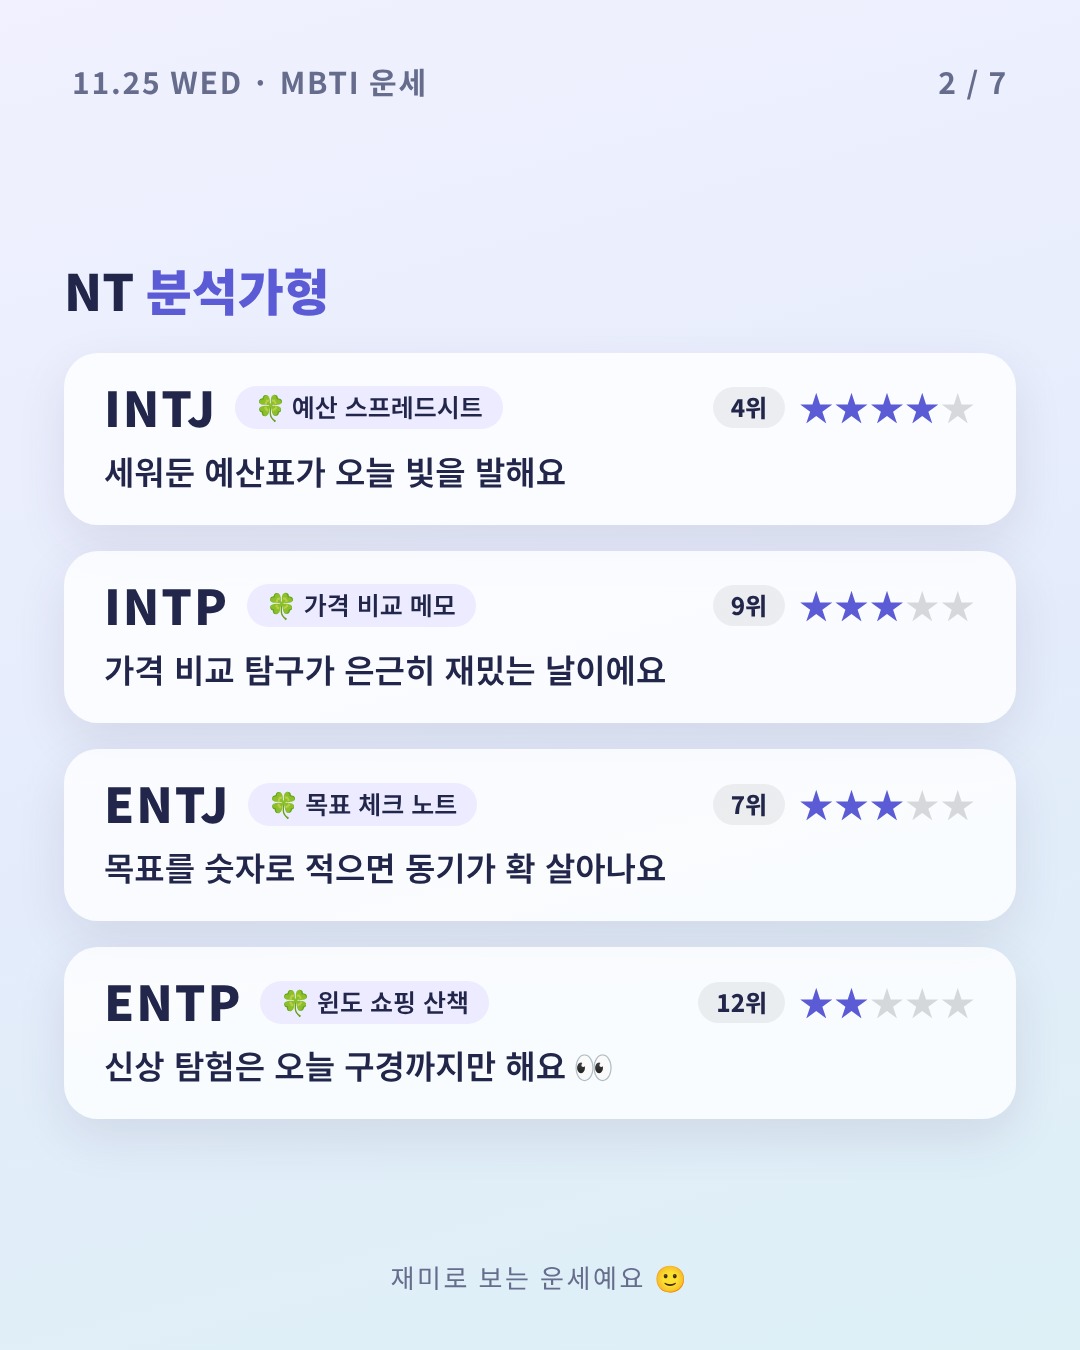 11.25 WED · MBTI 운세
2 / 7
NT 분석가형
INTJ 🍀 예산 스프레드시트 4위 ★★★★★
세워둔 예산표가 오늘 빛을 발해요
INTP 🍀 가격 비교 메모 9위 ★★★★★
가격 비교 탐구가 은근히 재밌는 날이에요
ENTJ 🍀 목표 체크 노트 7위 ★★★★★
목표를 숫자로 적으면 동기가 확 살아나요
ENTP 🍀 윈도 쇼핑 산책 12위 ★★★★★
신상 탐험은 오늘 구경까지만 해요 👀
재미로 보는 운세예요 🙂